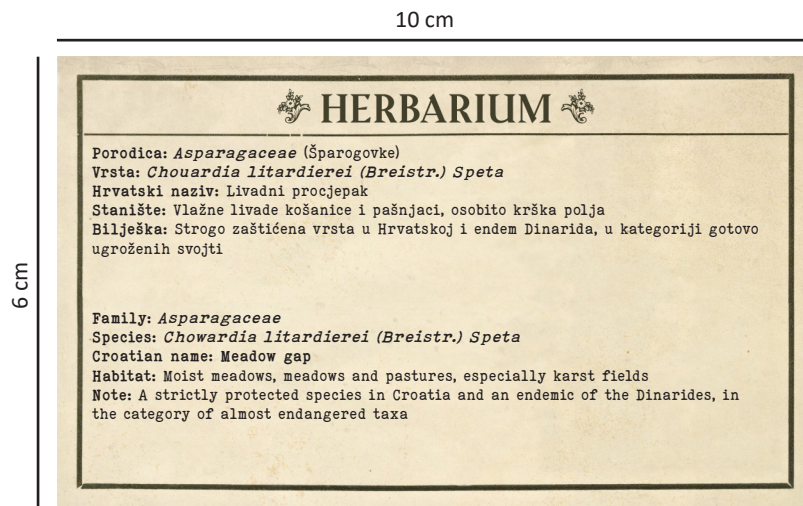 10 cm
6 cm
HERBARIUM
Porodica: Asparagaceae (Šparogovke)
Vrsta: Chouardia litardierei (Breistr.) Speta
Hrvatski naziv: Livadni procjepak
Stanište: Vlažne livade košanice i pašnjaci, osobito krška polja
Bilješka: Strogo zaštićena vrsta u Hrvatskoj i endem Dinarida, u kategoriji gotovo
ugroženih svojti
Family: Asparagaceae
Species: Chowardia litardierei (Breistr.) Speta
Croatian name: Meadow gap
Habitat: Moist meadows, meadows and pastures, especially karst fields
Note: A strictly protected species in Croatia and an endemic of the Dinarides, in
the category of almost endangered taxa